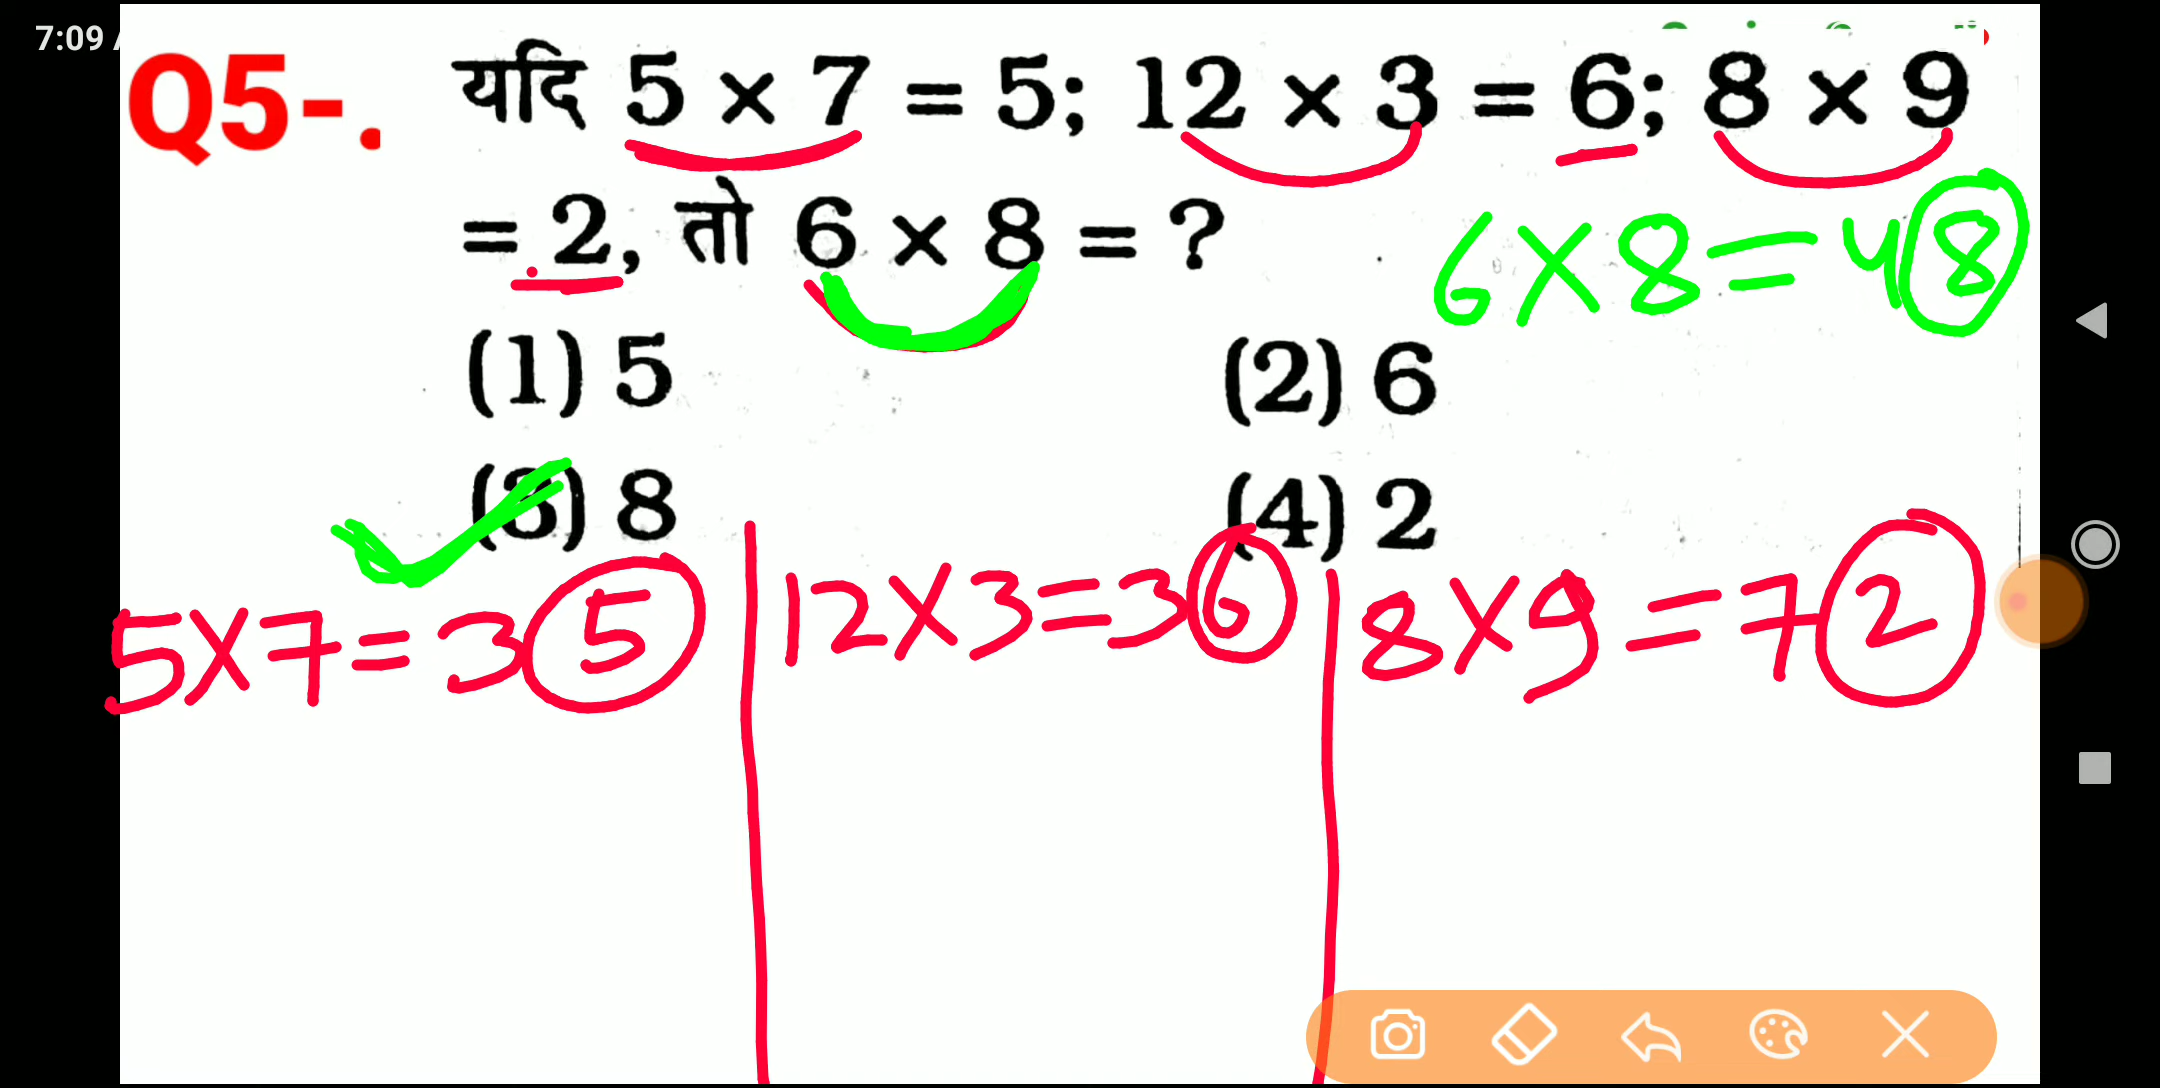 7:09
Q5-. यदि 5 × 7 = 5; 12 × 3 = 6; 8 × 9
= 2, तो 6 × 8 = ?
6×8=48
(1) 5 (2) 6
(3) 8 (4) 2
5×7=35 12×3=36 8×9=72